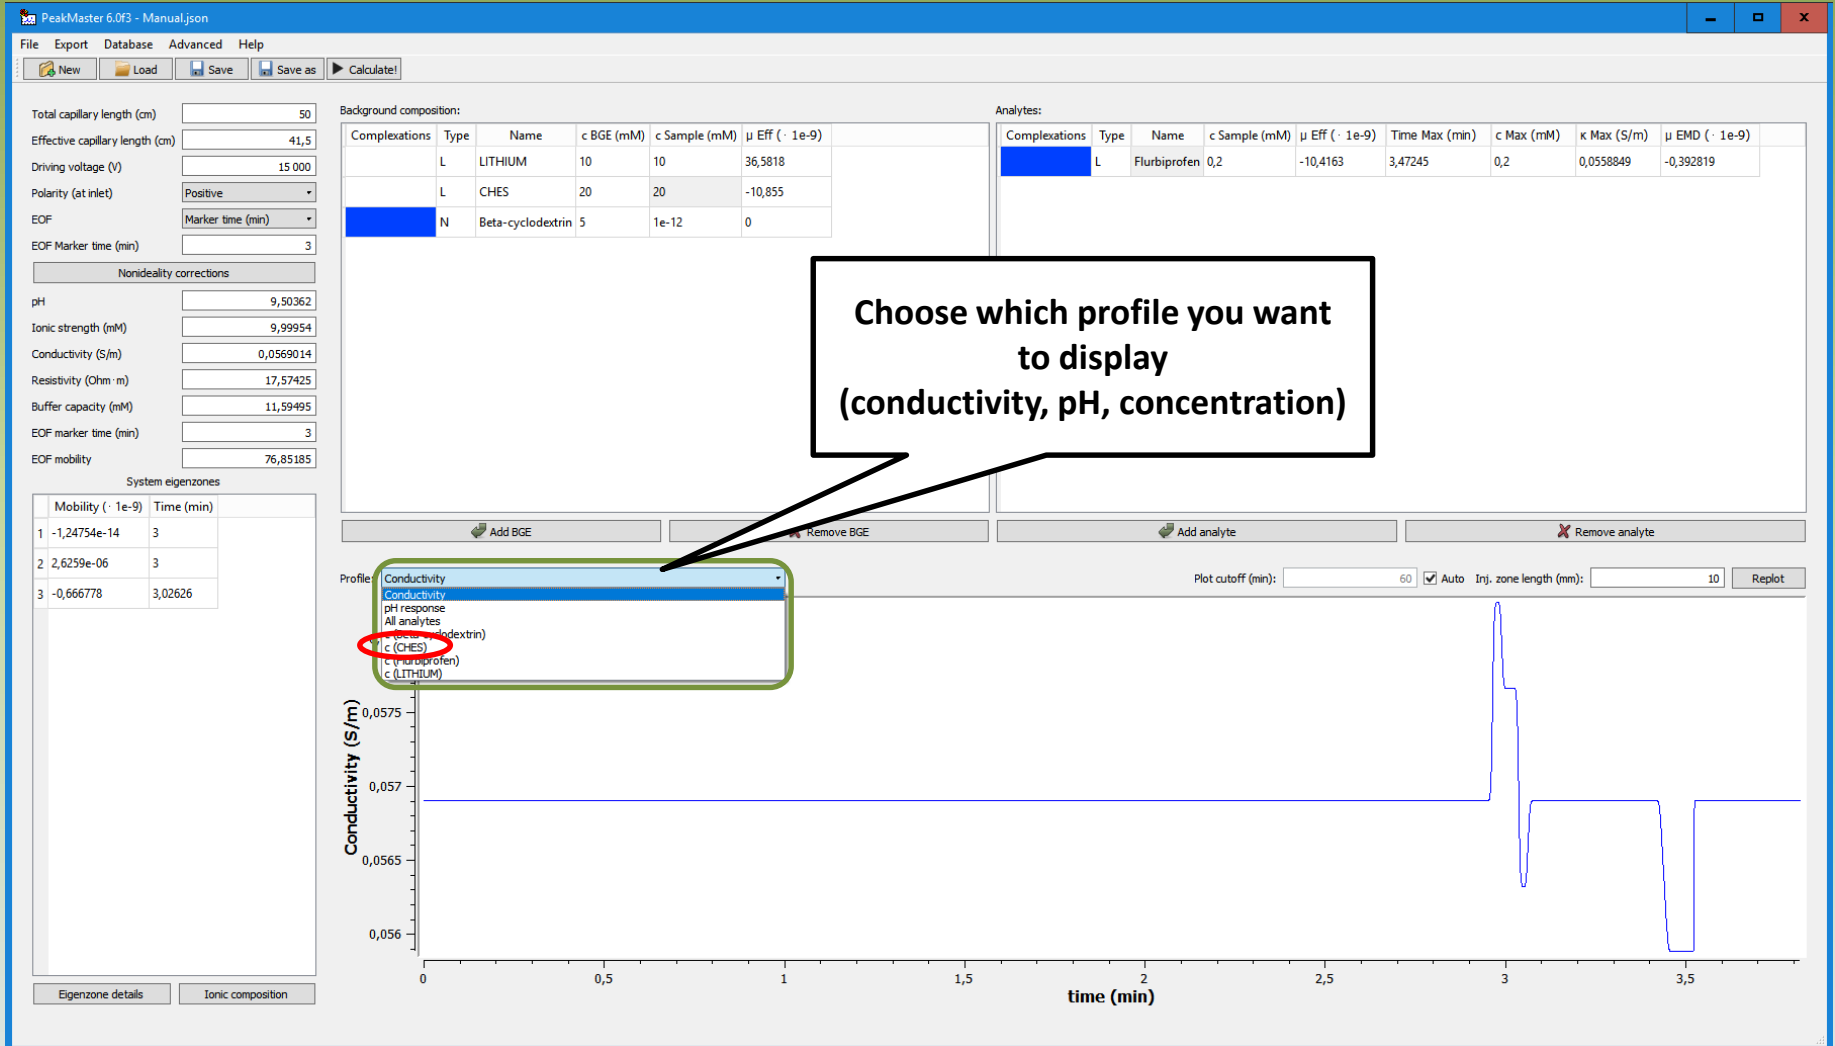 PeakMaster 6.0f3 - Manual.json
File Export Database Advanced Help
New Load Save Save as Calculate!
Total capillary length (cm) 50
Effective capillary length (cm) 41,5
Driving voltage (V) 15 000
Polarity (at inlet) Positive
EOF Marker time (min)
EOF Marker time (min) 3
Nonideality corrections
pH 9,50362
Ionic strength (mM) 9,99954
Conductivity (S/m) 0,0569014
Resistivity (Ohm·m) 17,57425
Buffer capacity (mM) 11,59495
EOF marker time (min) 3
EOF mobility 76,85185
System eigenzones
Mobility (· 1e-9) Time (min)
1 -1,24754e-14 3
2 2,6259e-06 3
3 -0,666778 3,02626
Eigenzone details Ionic composition
Background composition:
Complexations Type Name c BGE (mM) c Sample (mM) μ Eff (· 1e-9)
L LITHIUM 10 10 36,5818
L CHES 20 20 -10,855
N Beta-cyclodextrin 5 1e-12 0
Add BGE Remove BGE
Analytes:
Complexations Type Name c Sample (mM) μ Eff (· 1e-9) Time Max (min) c Max (mM) κ Max (S/m) μ EMD (· 1e-9)
L Flurbiprofen 0,2 -10,4163 3,47245 0,2 0,0558849 -0,392819
Add analyte Remove analyte
Choose which profile you want
to display
(conductivity, pH, concentration)
Profile: Conductivity
Conductivity
pH response
All analytes
c (Beta-cyclodextrin)
c (CHES)
c (Flurbiprofen)
c (LITHIUM)
Plot cutoff (min): 60 Auto Inj. zone length (mm): 10 Replot
Conductivity (S/m)
0,0575
0,057
0,0565
0,056
0 0,5 1 1,5 2 2,5 3 3,5
time (min)